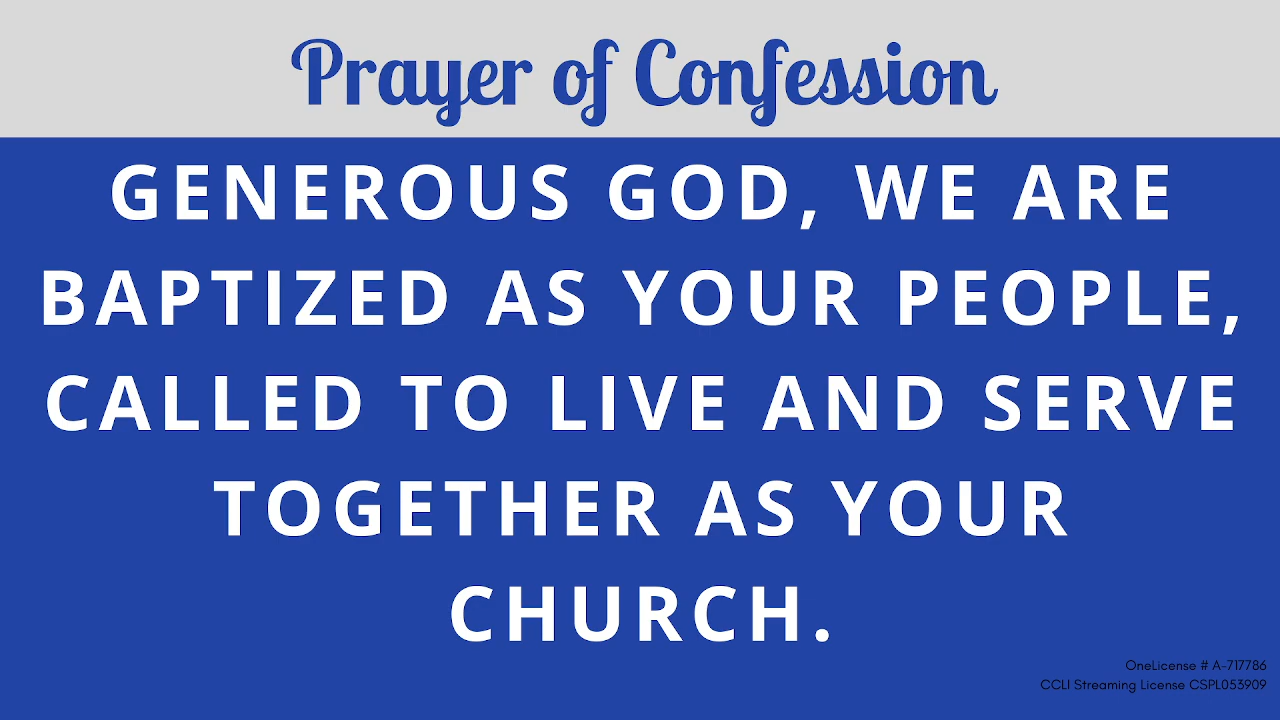 Prayer of Confession
GENEROUS GOD, WE ARE
BAPTIZED AS YOUR PEOPLE,
CALLED TO LIVE AND SERVE
TOGETHER AS YOUR
CHURCH.
OneLicense # A-717786
CCLI Streaming License CSPL053909